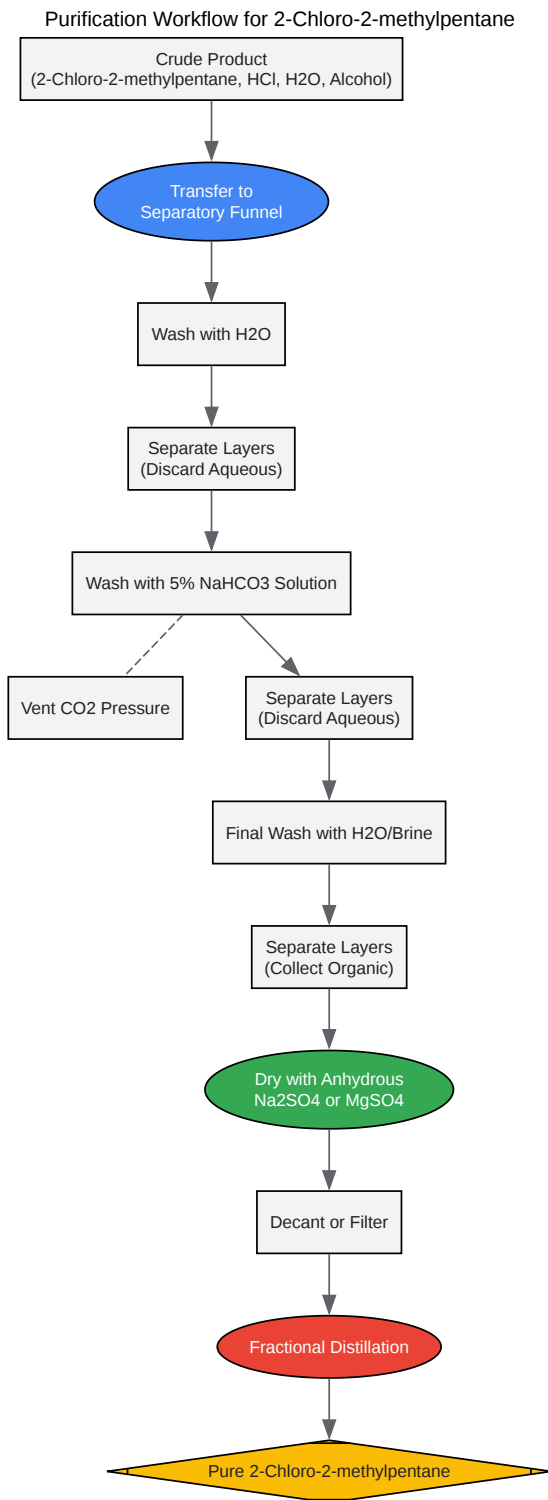 Purification Workflow for 2-Chloro-2-methylpentane
Crude Product
(2-Chloro-2-methylpentane, HCl, H2O, Alcohol)
Transfer to
Separatory Funnel
Wash with H2O
Separate Layers
(Discard Aqueous)
Wash with 5% NaHCO3 Solution
Vent CO2 Pressure
Separate Layers
(Discard Aqueous)
Final Wash with H2O/Brine
Separate Layers
(Collect Organic)
Dry with Anhydrous
Na2SO4 or MgSO4
Decant or Filter
Fractional Distillation
Pure 2-Chloro-2-methylpentane